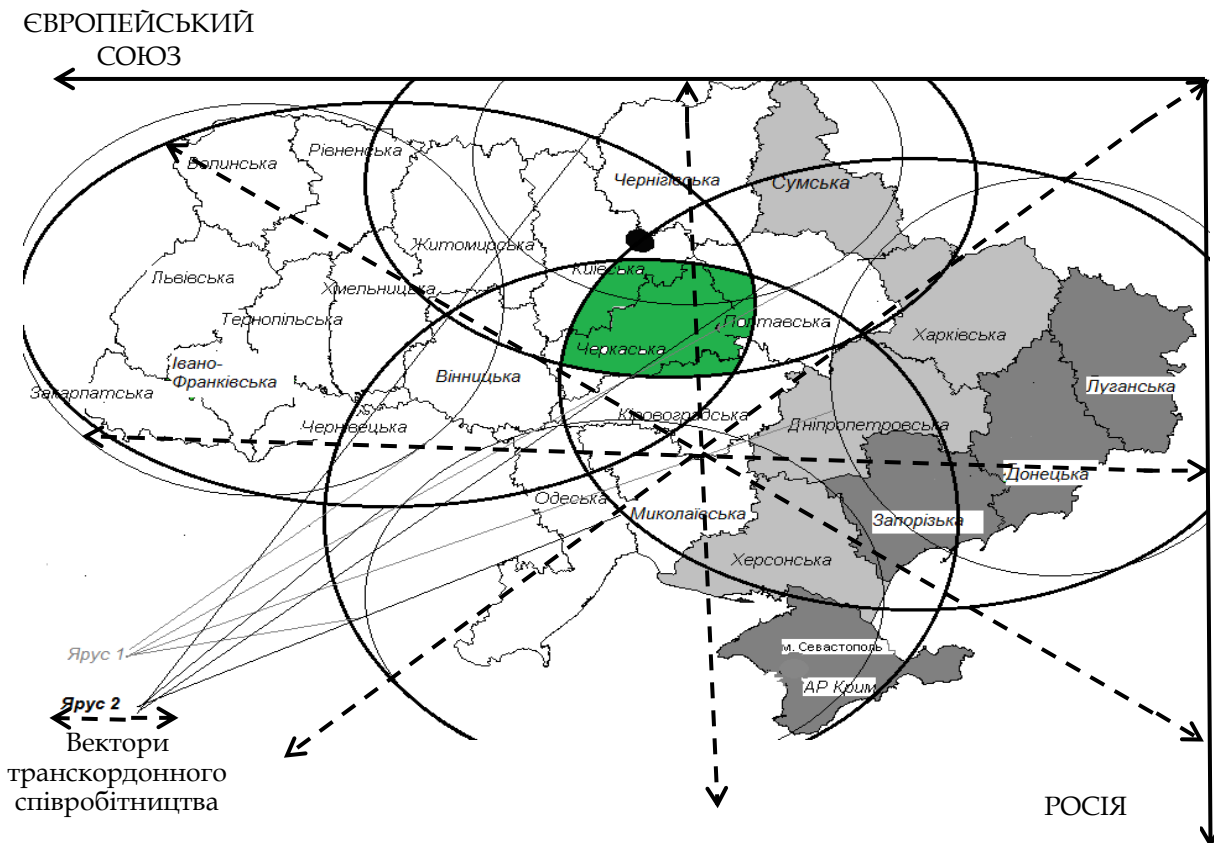 ЄВРОПЕЙСЬКИЙ
СОЮЗ
Волинська
Рівненська
Чернігівська
Сумська
Житомирська
Київська
Львівська
Хмельницька
Тернопільська
Полтавська
Харківська
Черкаська
Івано-
Франківська
Вінницька
Закарпатська
Луганська
Кіровоградська
Чернівецька
Дніпропетровська
Донецька
Одеська
Миколаївська
Запорізька
Херсонська
м. Севастополь
АР Крим
Ярус 1
Ярус 2
Вектори
транскордонного
співробітництва
РОСІЯ